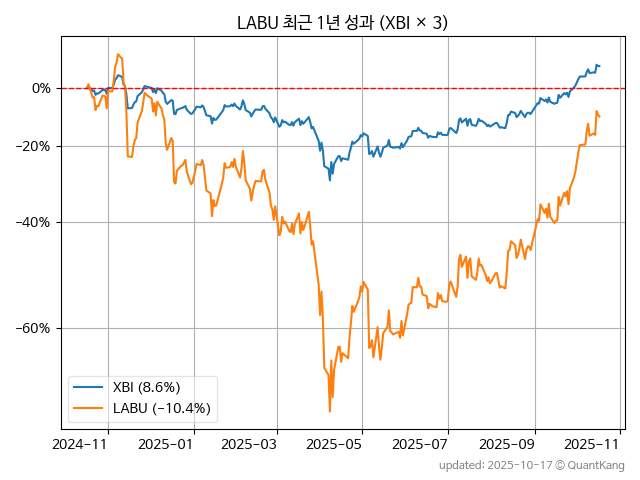 LABU 최근 1년 성과 (XBI × 3)
0%
−20%
−40%
−60%
XBI (8.6%)
LABU (−10.4%)
2024−11 2025−01 2025−03 2025−05 2025−07 2025−09 2025−11
updated: 2025-10-17 ⓒ QuantKang